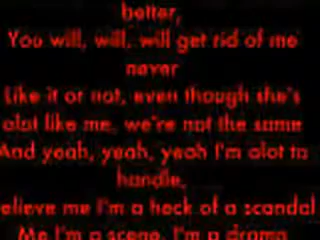 better,
You will, will, will get rid of me
never
Like it or not, even though she's
alot like me, we're not the same
And yeah, yeah, yeah I'm alot to
handle,
elieve me I'm a heck of a scandal
Me I'm a scene, I'm a drama